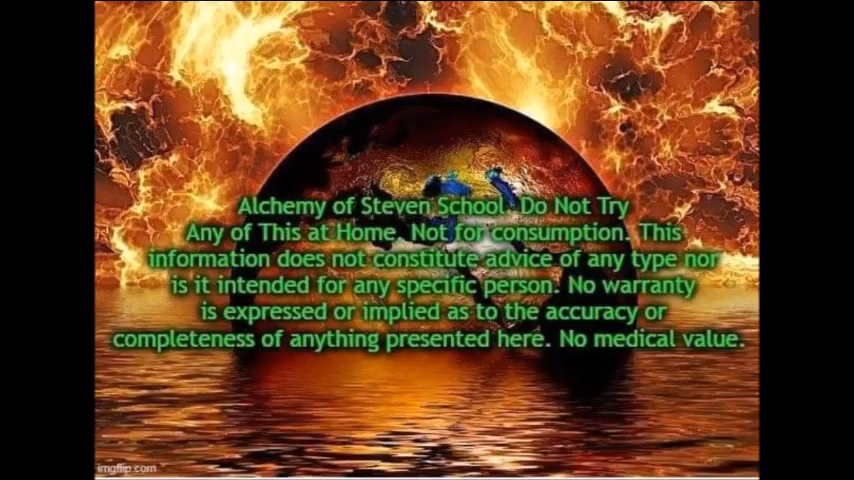 Alchemy of Steven School. Do Not Try
Any of This at Home. Not for consumption. This
information does not constitute advice of any type nor
is it intended for any specific person. No warranty
is expressed or implied as to the accuracy or
completeness of anything presented here. No medical value.
imgflip.com